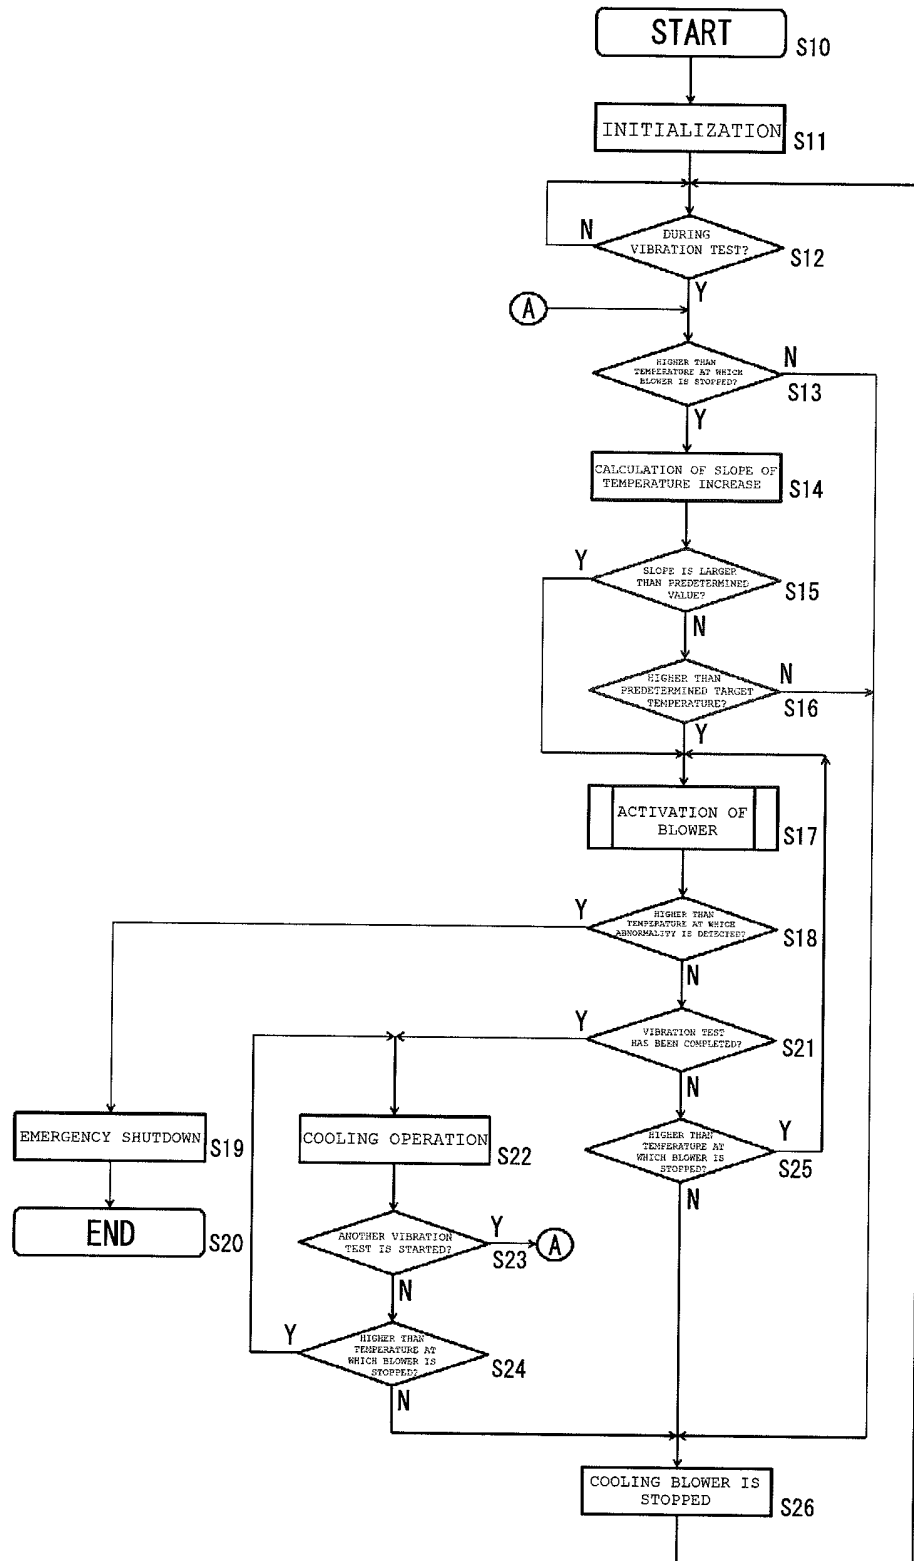 START
S10
INITIALIZATION
S11
N
DURING
VIBRATION TEST?
S12
Y
A
HIGHER THAN
TEMPERATURE AT WHICH
BLOWER IS STOPPED?
N
S13
Y
CALCULATION OF SLOPE OF
TEMPERATURE INCREASE
S14
Y
SLOPE IS LARGER
THAN PREDETERMINED
VALUE?
S15
N
HIGHER THAN
PREDETERMINED TARGET
TEMPERATURE?
N
S16
Y
ACTIVATION OF
BLOWER
S17
Y
HIGHER THAN
TEMPERATURE AT WHICH
ABNORMALITY IS DETECTED?
S18
N
Y
VIBRATION TEST
HAS BEEN COMPLETED?
S21
N
EMERGENCY SHUTDOWN
S19
COOLING OPERATION
S22
HIGHER THAN
TEMPERATURE AT
WHICH BLOWER IS
STOPPED?
Y
S25
N
END
S20
ANOTHER VIBRATION
TEST IS STARTED?
Y
S23
A
N
Y
HIGHER THAN
TEMPERATURE AT
WHICH BLOWER IS
STOPPED?
S24
N
COOLING BLOWER IS
STOPPED
S26